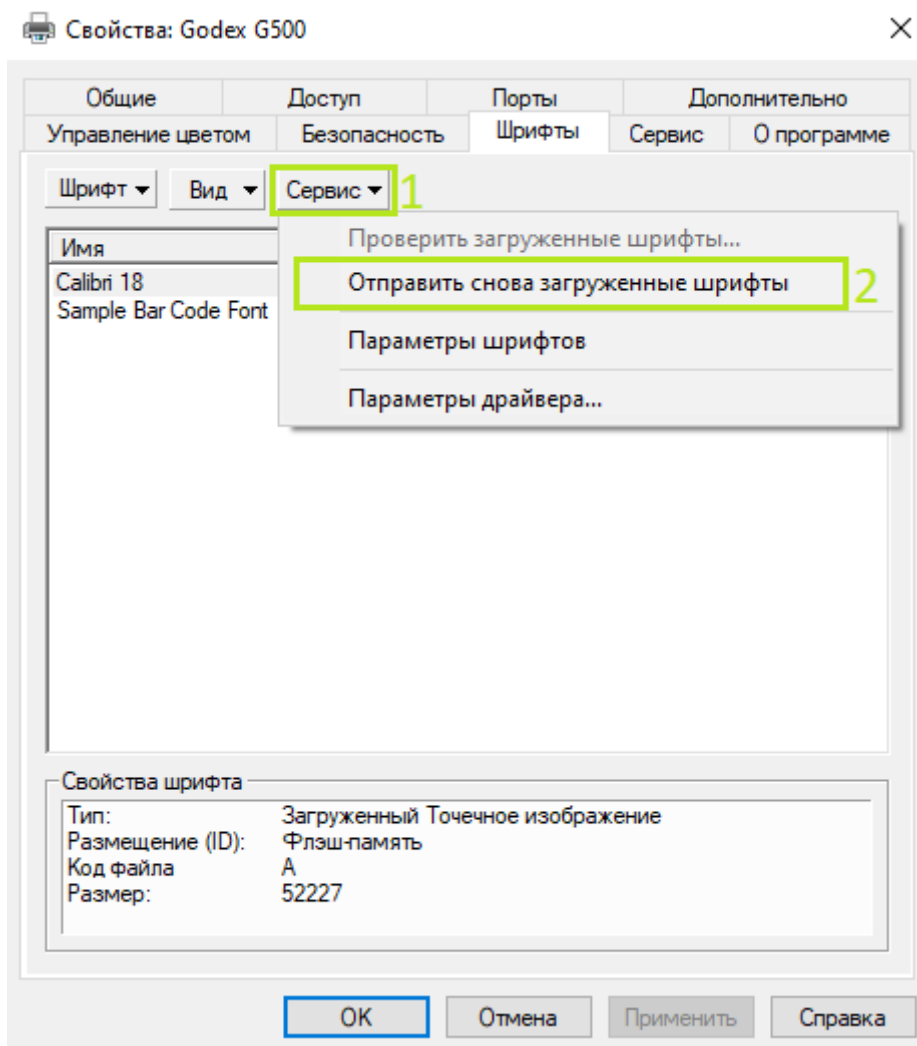 Свойства: Godex G500
Общие Доступ Порты Дополнительно
Управление цветом Безопасность Шрифты Сервис О программе
Шрифт Вид Сервис 1
Имя
Проверить загруженные шрифты...
Calibri 18
Отправить снова загруженные шрифты 2
Sample Bar Code Font
Параметры шрифтов
Параметры драйвера...
Свойства шрифта
Тип: Загруженный Точечное изображение
Размещение (ID): Флэш-память
Код файла A
Размер: 52227
OK Отмена Применить Справка